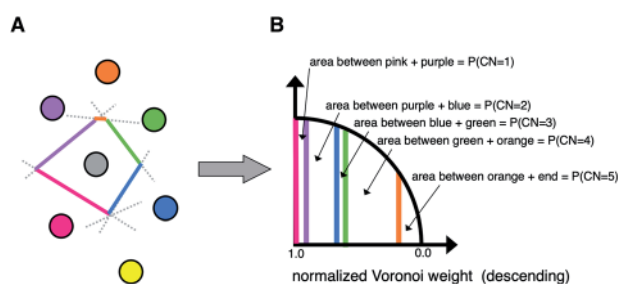 A
B
area between pink + purple = P(CN=1)
area between purple + blue = P(CN=2)
area between blue + green = P(CN=3)
area between green + orange = P(CN=4)
area between orange + end = P(CN=5)
1.0
0.0
normalized Voronoi weight (descending)